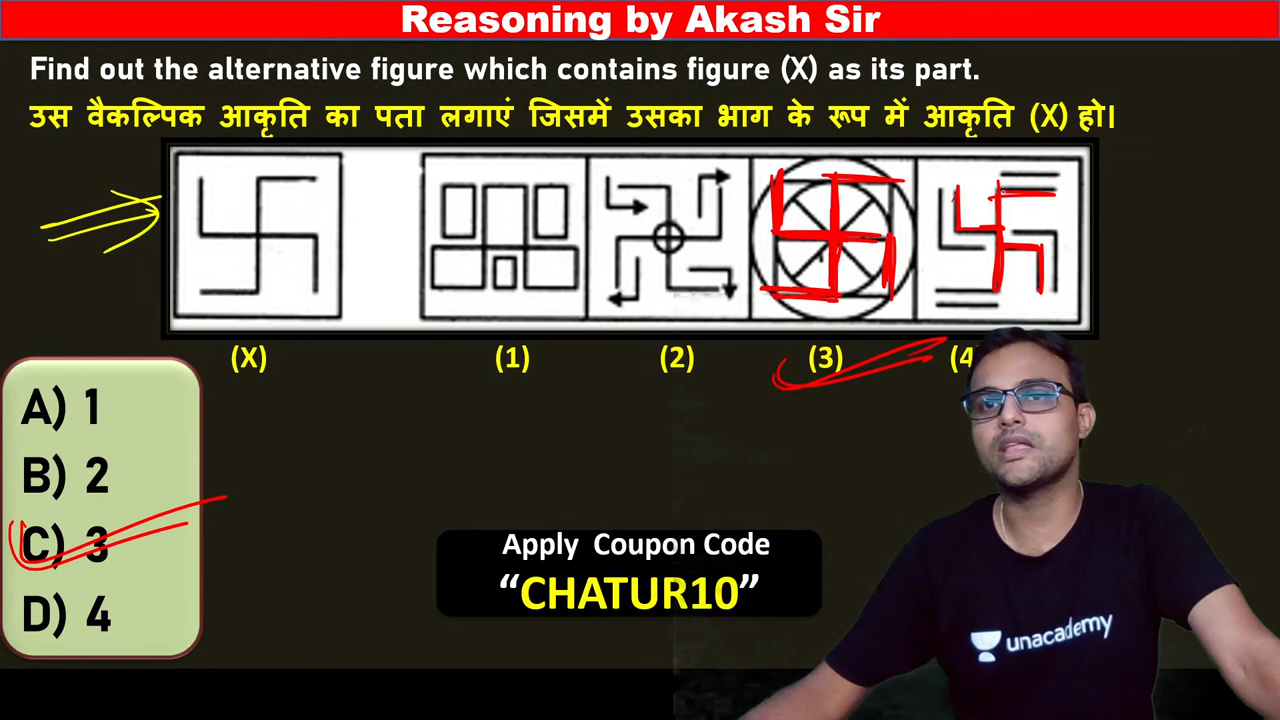 Reasoning by Akash Sir
Find out the alternative figure which contains figure (X) as its part.
उस वैकल्पिक आकृति का पता लगाएं जिसमें उसका भाग के रूप में आकृति (X) हो।
(X) (1) (2) (3) (4
A) 1
B) 2
C) 3
D) 4
Apply Coupon Code
“CHATUR10”
unacademy